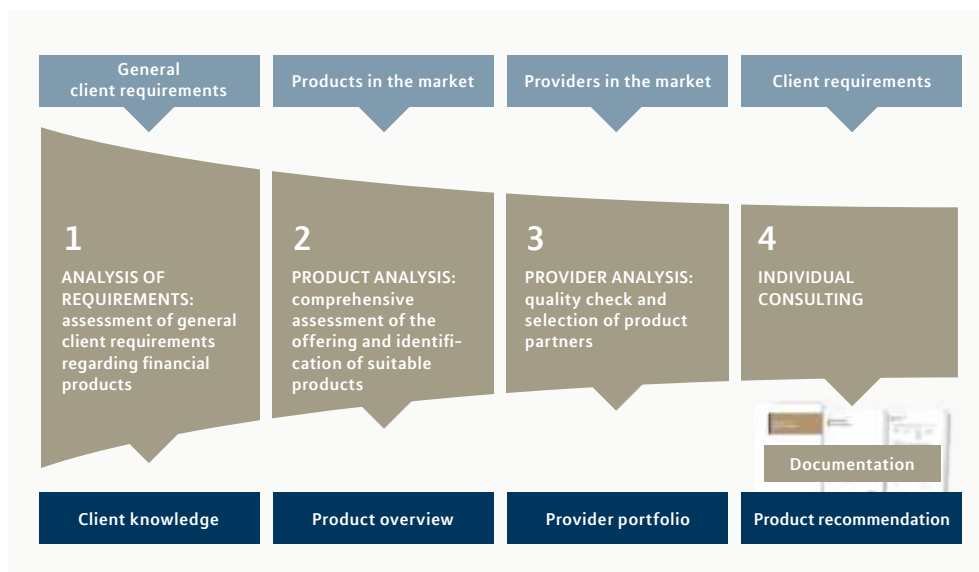 General
client requirements
Products in the market
Providers in the market
Client requirements
1
ANALYSIS OF
REQUIREMENTS:
assessment of general
client requirements
regarding financial
products
2
PRODUCT ANALYSIS:
comprehensive
assessment of the
offering and identifi-
cation of suitable
products
3
PROVIDER ANALYSIS:
quality check and
selection of product
partners
4
INDIVIDUAL
CONSULTING
Documentation
Client knowledge
Product overview
Provider portfolio
Product recommendation